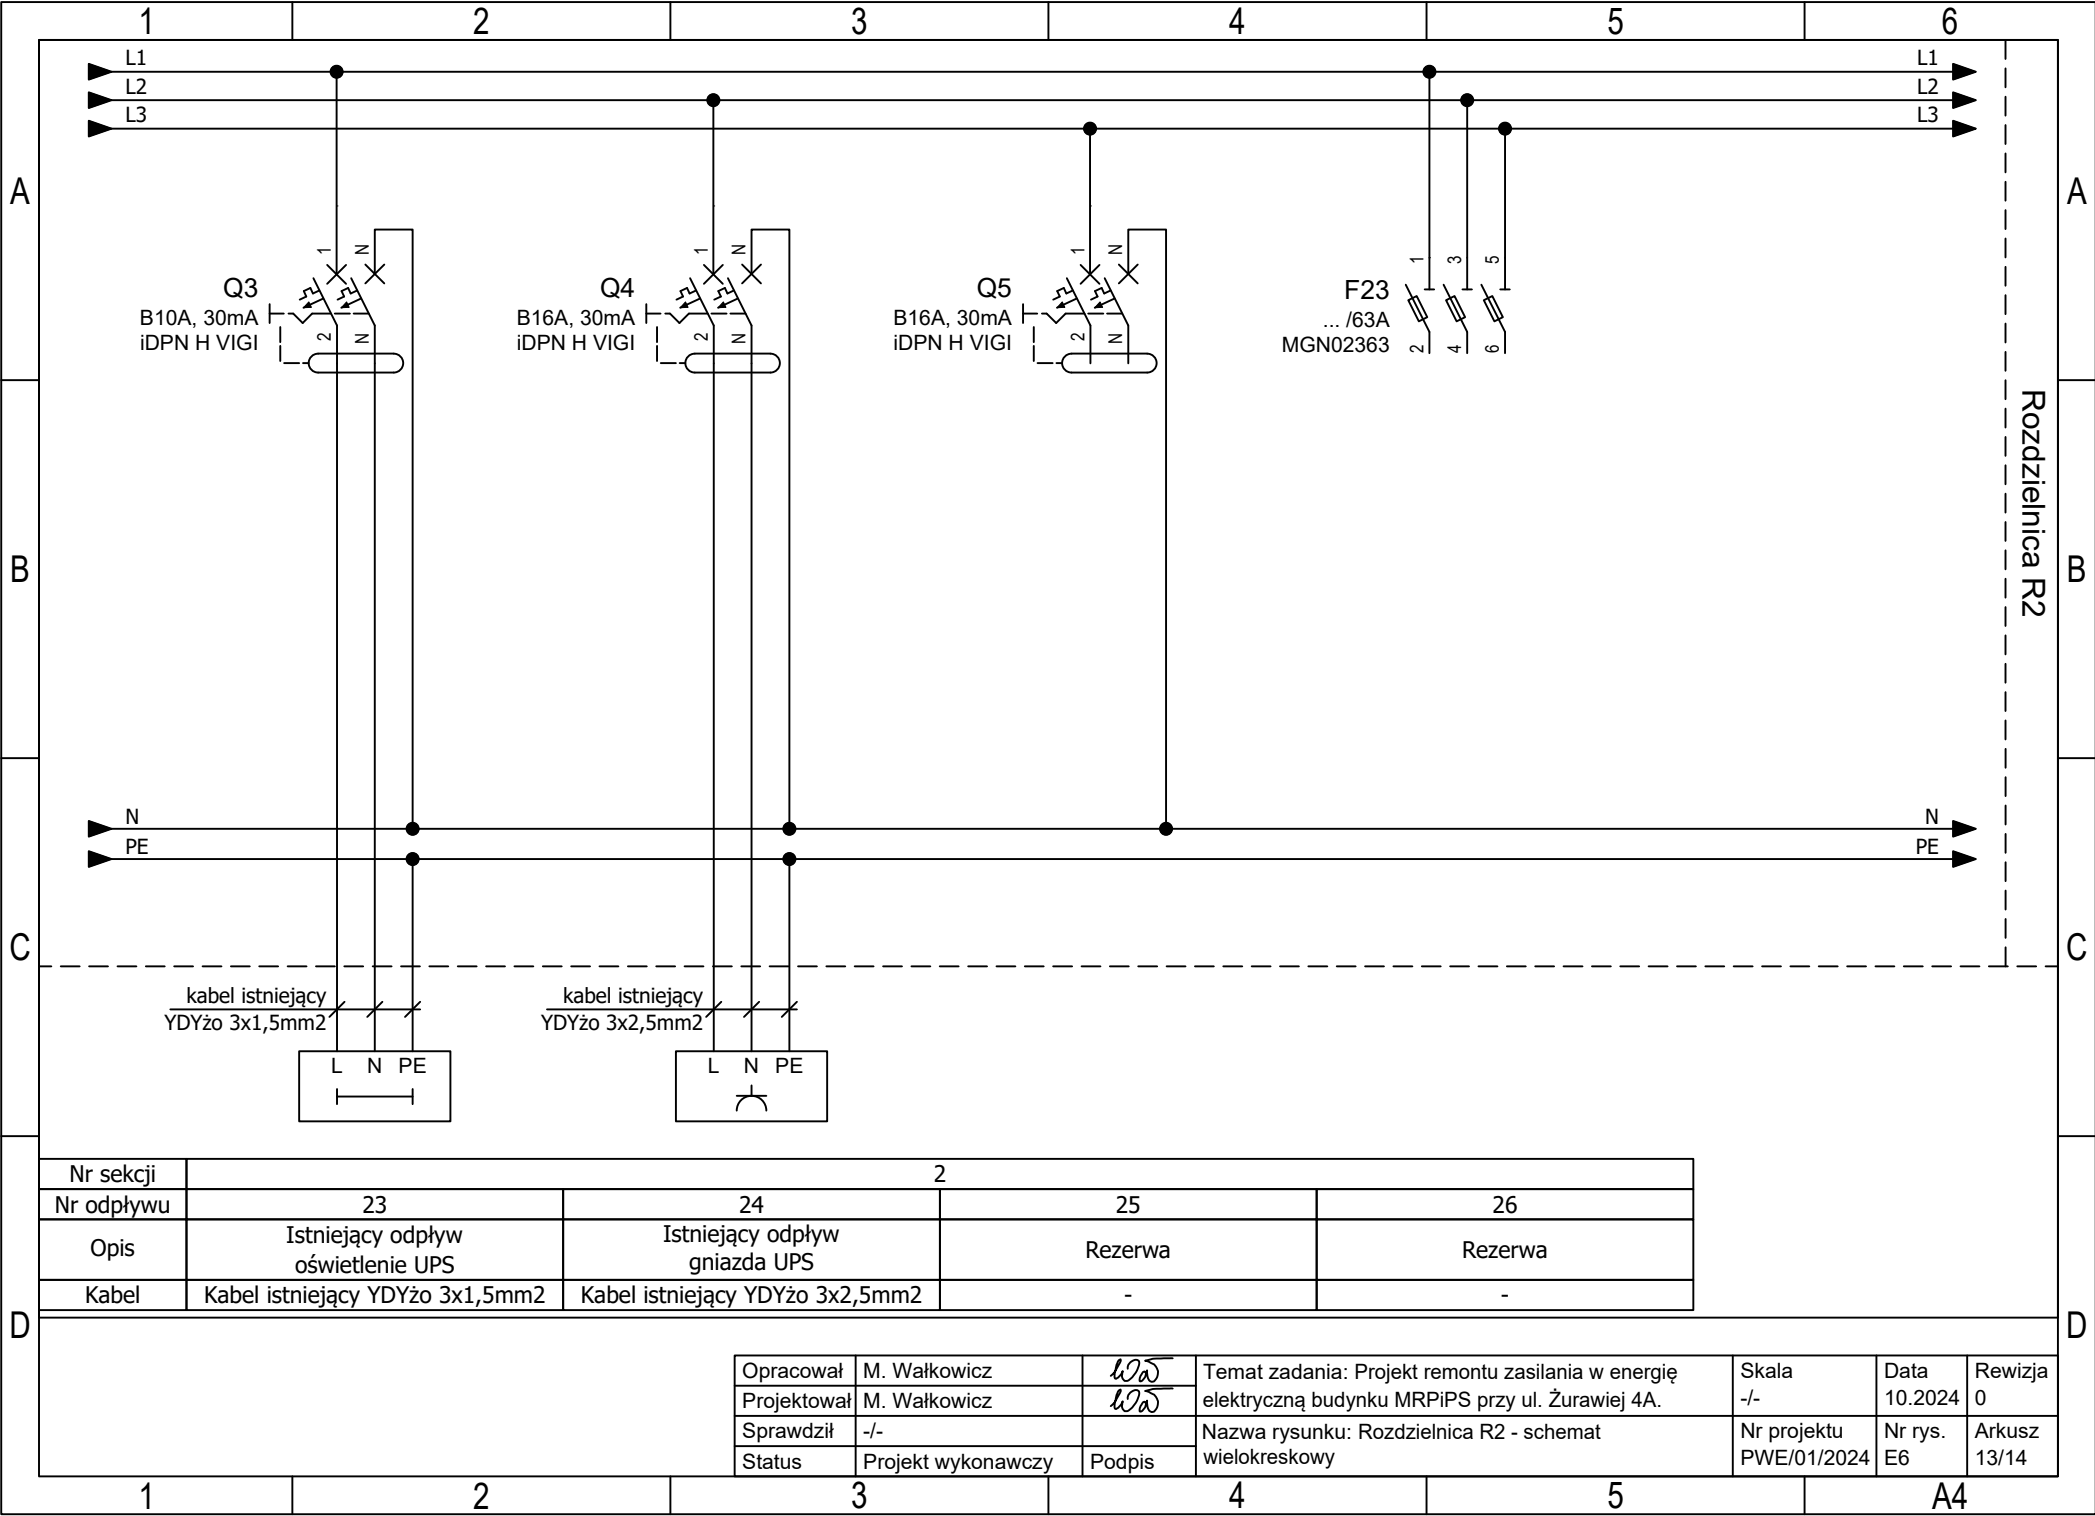 1 2 3 4 5 6
L1 L1
L2 L2
L3 L3
A A
1 N
Q3
B10A, 30mA
iDPN H VIGI
2 N
1 N
Q4
B16A, 30mA
iDPN H VIGI
2 N
1 N
Q5
B16A, 30mA
iDPN H VIGI
2 N
1 3 5
F23
... /63A
MGN02363
2 4 6
Rozdzielnica R2
B B
N N
PE PE
C C
kabel istniejący
YDYżo 3x1,5mm2
L N PE
kabel istniejący
YDYżo 3x2,5mm2
L N PE
Nr sekcji 2
Nr odpływu 23 24 25 26
Opis
Istniejący odpływ
oświetlenie UPS
Istniejący odpływ
gniazda UPS
Rezerwa
Rezerwa
Kabel Kabel istniejący YDYżo 3x1,5mm2 Kabel istniejący YDYżo 3x2,5mm2 - -
D D
Opracował M. Wałkowicz
Projektował M. Wałkowicz
Sprawdził -/-
Status Projekt wykonawczy Podpis
Temat zadania: Projekt remontu zasilania w energię
elektryczną budynku MRPiPS przy ul. Żurawiej 4A.
Nazwa rysunku: Rozdzielnica R2 - schemat
wielokreskowy
Skala
-/-
Data
10.2024
Rewizja
0
Nr projektu
PWE/01/2024
Nr rys.
E6
Arkusz
13/14
1 2 3 4 5 A4